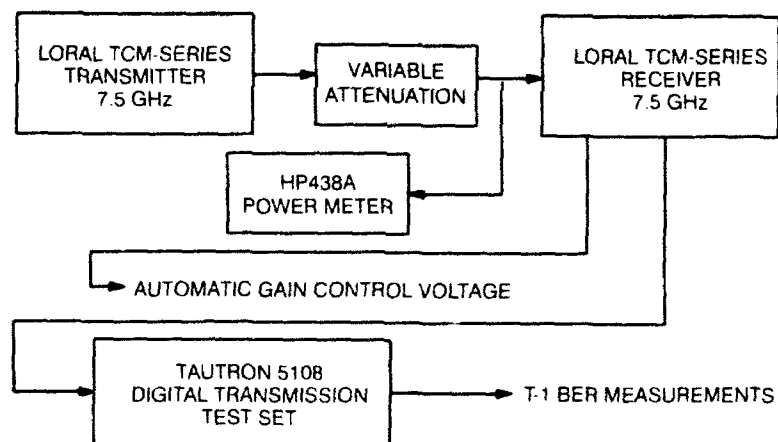 LORAL TCM-SERIES
TRANSMITTER
7.5 GHz
VARIABLE
ATTENUATION
LORAL TCM-SERIES
RECEIVER
7.5 GHz
HP438A
POWER METER
AUTOMATIC GAIN CONTROL VOLTAGE
TAUTRON 5108
DIGITAL TRANSMISSION
TEST SET
T-1 BER MEASUREMENTS